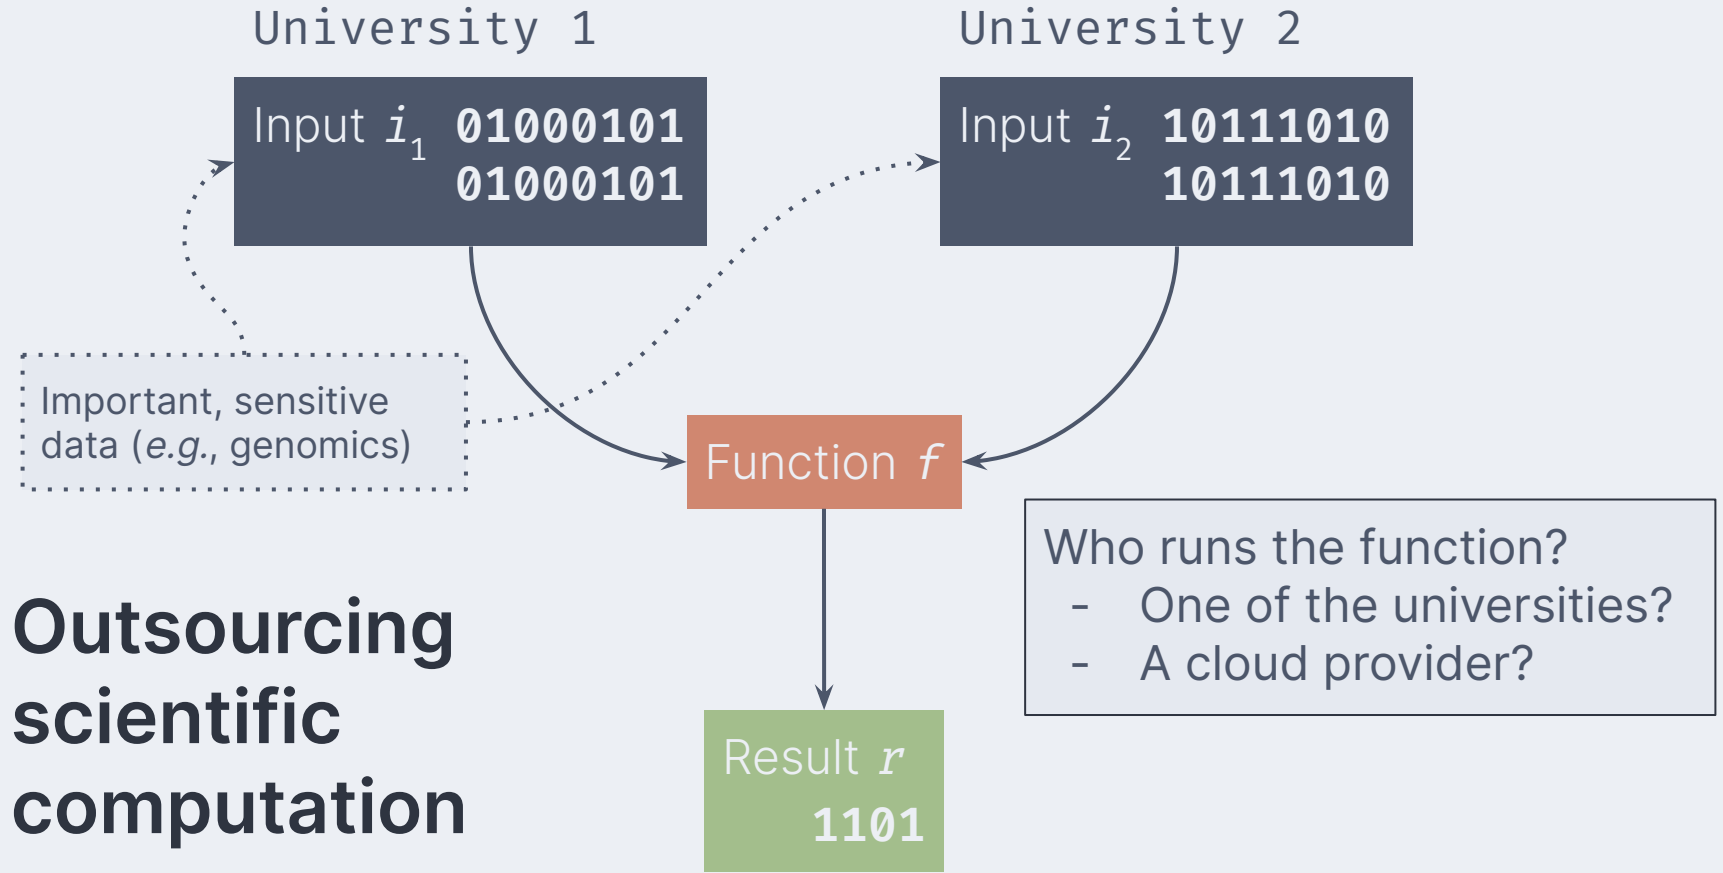 University 1
University 2
Input i₁ 01000101
01000101
Input i₂ 10111010
10111010
Important, sensitive
data (e.g., genomics)
Function f
Who runs the function?
- One of the universities?
- A cloud provider?
Outsourcing
scientific
computation
Result r
1101